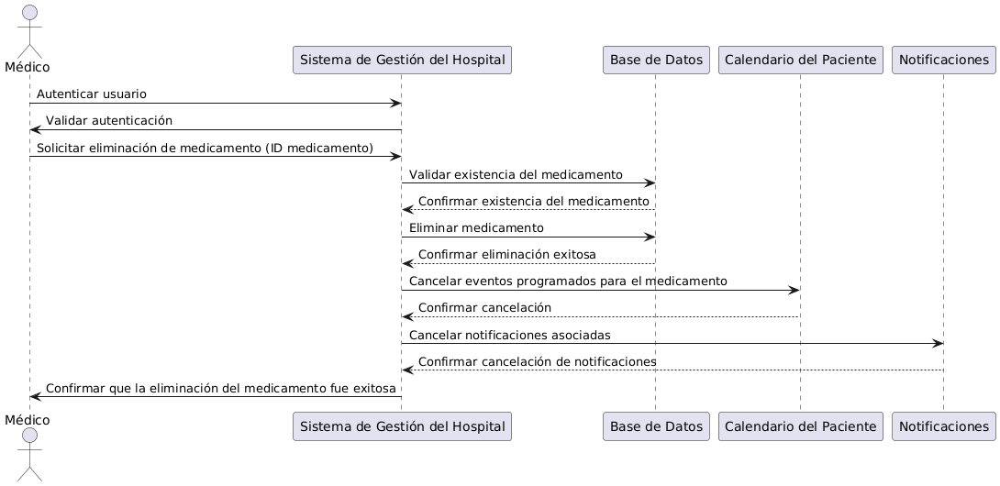 Médico
Sistema de Gestión del Hospital
Base de Datos
Calendario del Paciente
Notificaciones
Autenticar usuario
Validar autenticación
Solicitar eliminación de medicamento (ID medicamento)
Validar existencia del medicamento
Confirmar existencia del medicamento
Eliminar medicamento
Confirmar eliminación exitosa
Cancelar eventos programados para el medicamento
Confirmar cancelación
Cancelar notificaciones asociadas
Confirmar cancelación de notificaciones
Confirmar que la eliminación del medicamento fue exitosa
Médico
Sistema de Gestión del Hospital
Base de Datos
Calendario del Paciente
Notificaciones